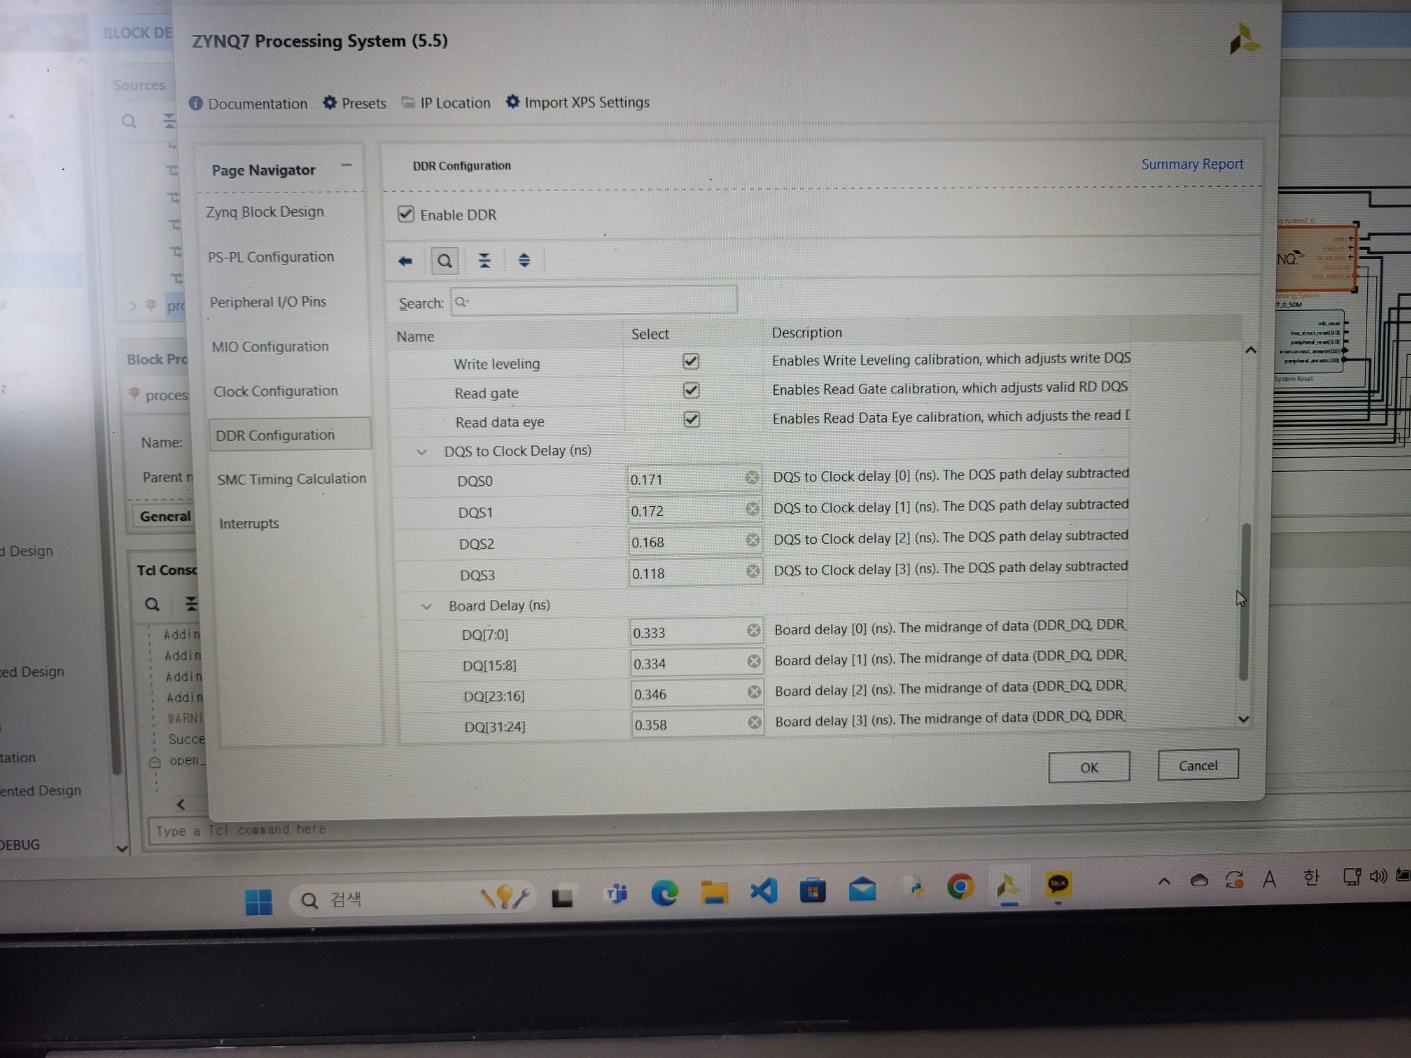 BLOCK DE
ZYNQ7 Processing System (5.5)
Sources
Documentation Presets IP Location Import XPS Settings
Page Navigator
DDR Configuration
Summary Report
Zynq Block Design
Enable DDR
PS-PL Configuration
Peripheral I/O Pins
Search:
Name Select Description
MIO Configuration
Write leveling Enables Write Leveling calibration, which adjusts write DQS
Block Prc
Clock Configuration
Read gate Enables Read Gate calibration, which adjusts valid RD DQS
proces
Read data eye Enables Read Data Eye calibration, which adjusts the read
DDR Configuration
Name:
DQS to Clock Delay (ns)
Parent n
SMC Timing Calculation
DQS0 0.171 DQS to Clock delay [0] (ns). The DQS path delay subtracted
General
Interrupts
DQS1 0.172 DQS to Clock delay [1] (ns). The DQS path delay subtracted
DQS2 0.168 DQS to Clock delay [2] (ns). The DQS path delay subtracted
d Design
Tcl Consc
DQS3 0.118 DQS to Clock delay [3] (ns). The DQS path delay subtracted
Board Delay (ns)
Addin
DQ[7:0] 0.333 Board delay [0] (ns). The midrange of data (DDR_DQ, DDR_
Addin
DQ[15:8] 0.334 Board delay [1] (ns). The midrange of data (DDR_DQ, DDR_
zed Design
Addin
Addin
DQ[23:16] 0.346 Board delay [2] (ns). The midrange of data (DDR_DQ, DDR_
WARNI
DQ[31:24] 0.358 Board delay [3] (ns). The midrange of data (DDR_DQ, DDR_
Succe
tation
open_
OK Cancel
ented Design
Type a Tcl command here
DEBUG
검색
TALK
A 한